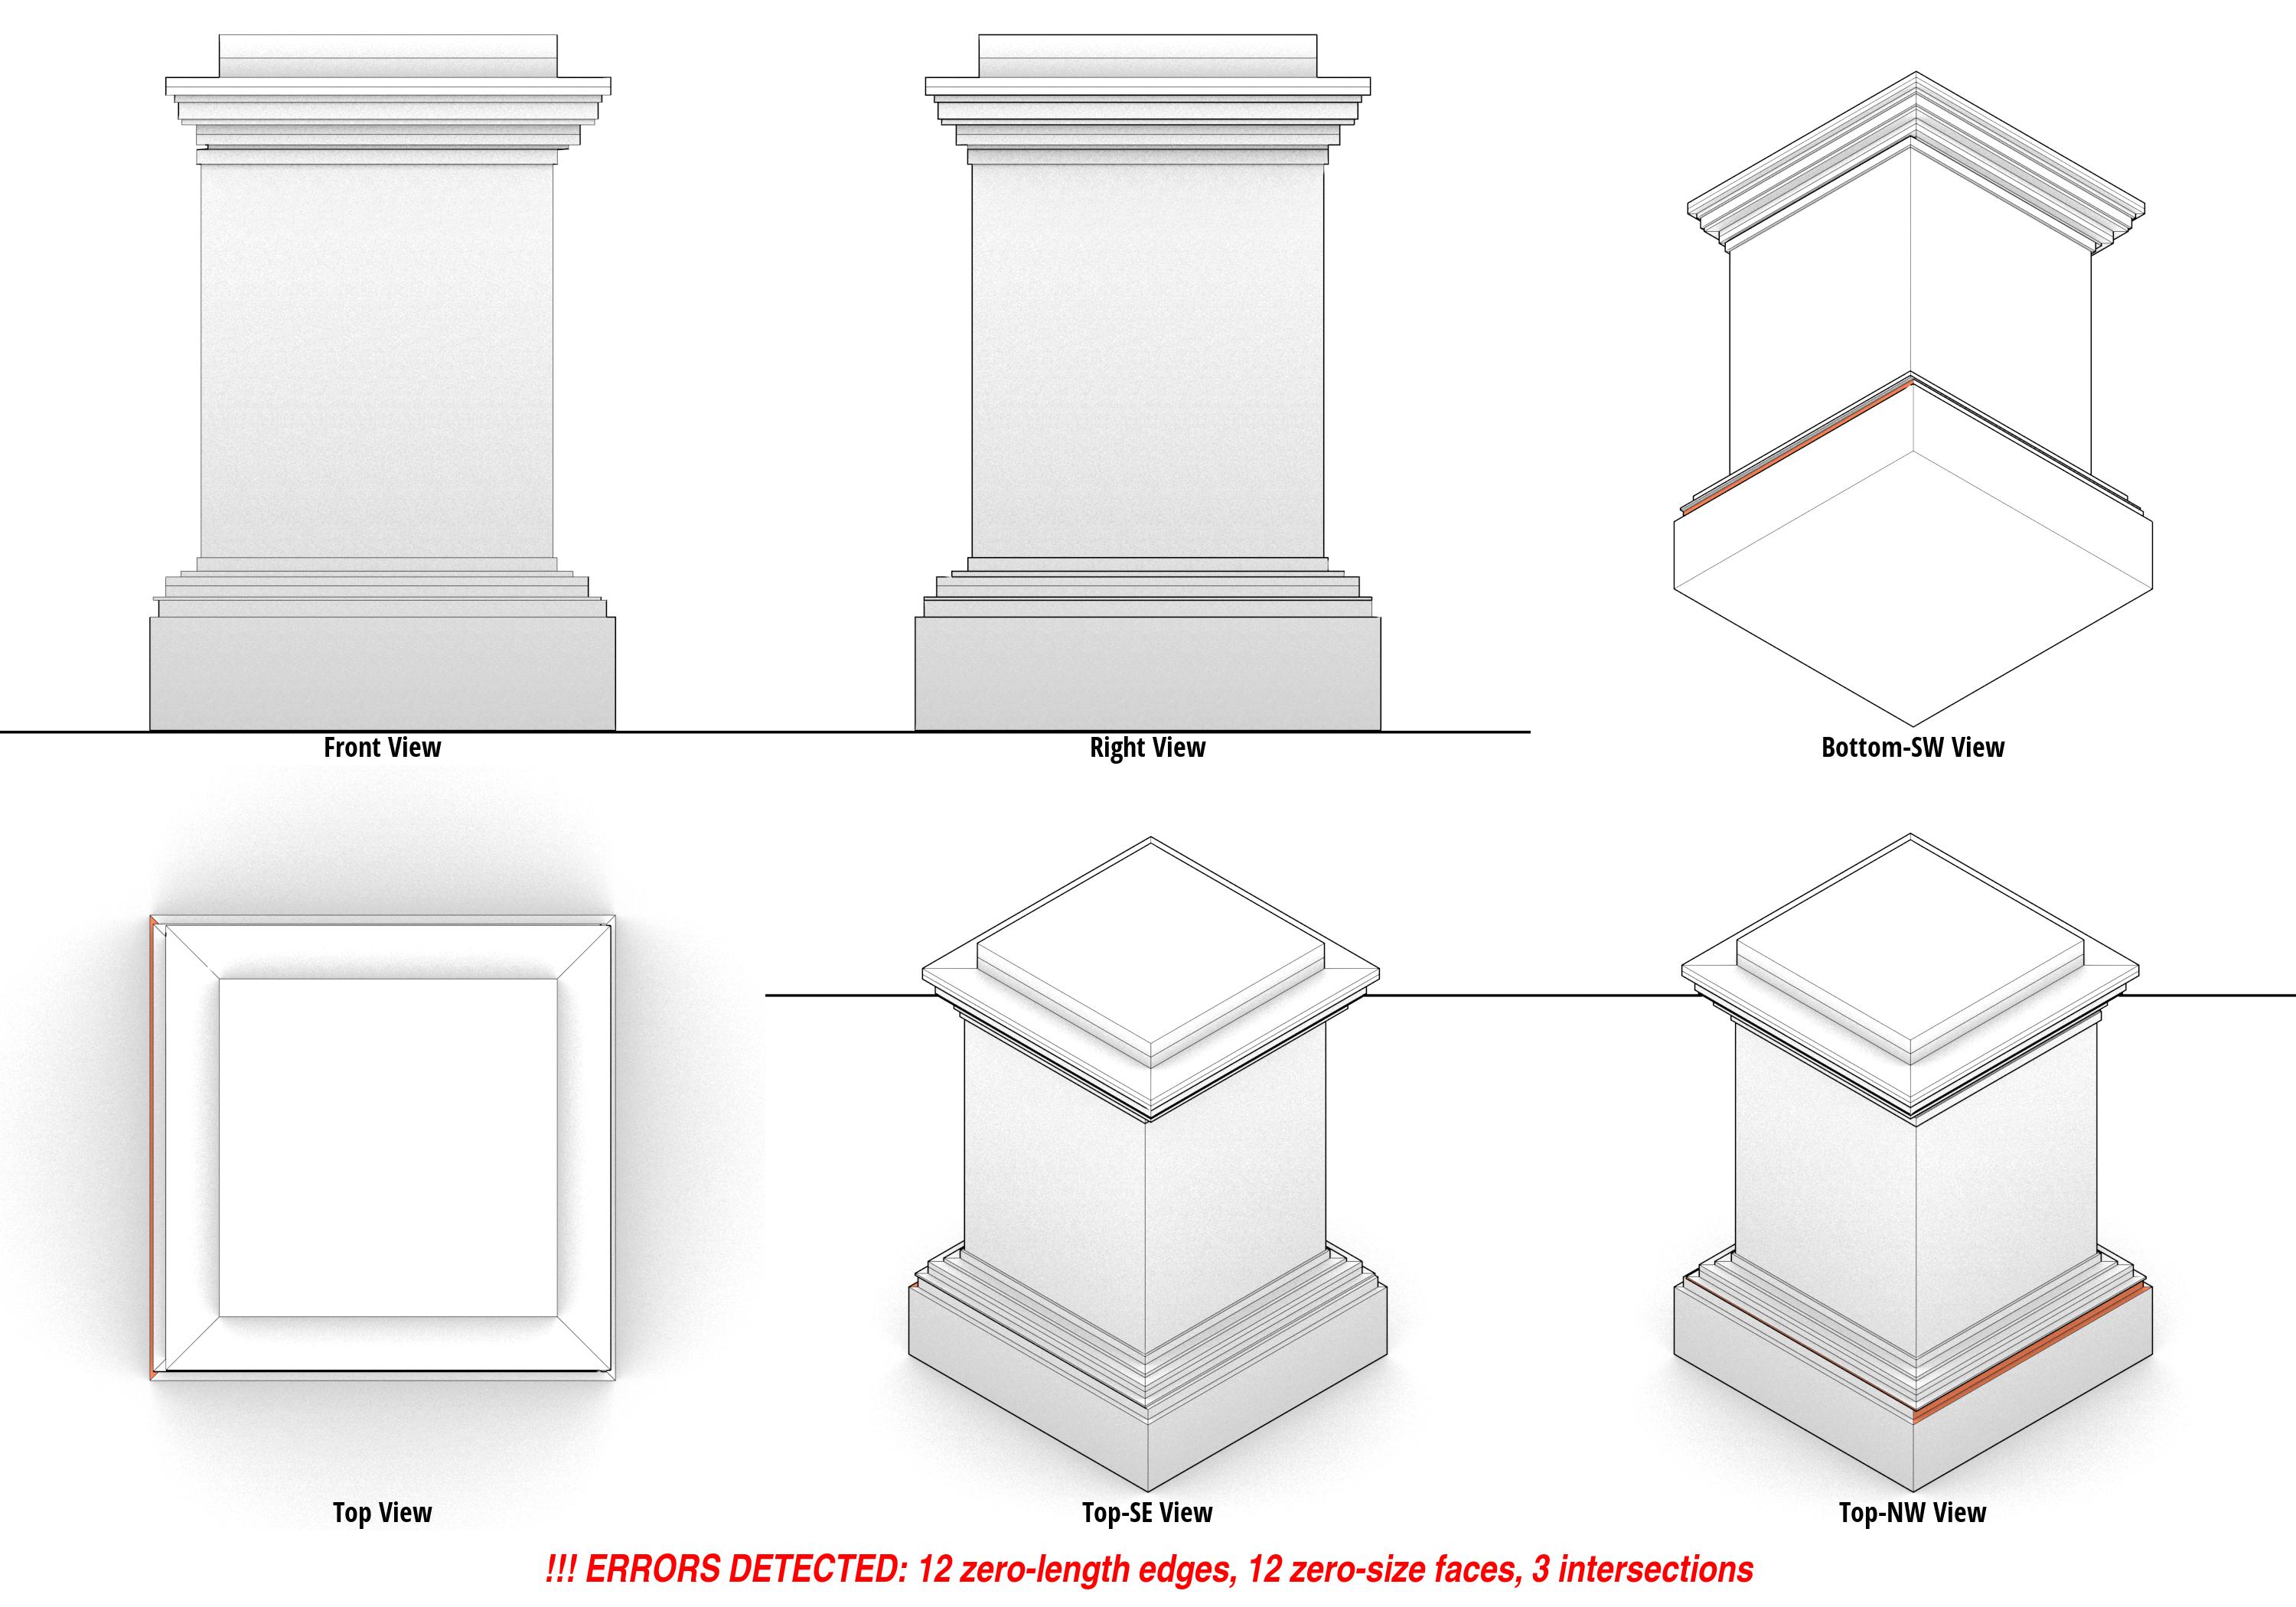 Front View
Right View
Bottom-SW View
Top View
Top-SE View
Top-NW View
!!! ERRORS DETECTED: 12 zero-length edges, 12 zero-size faces, 3 intersections